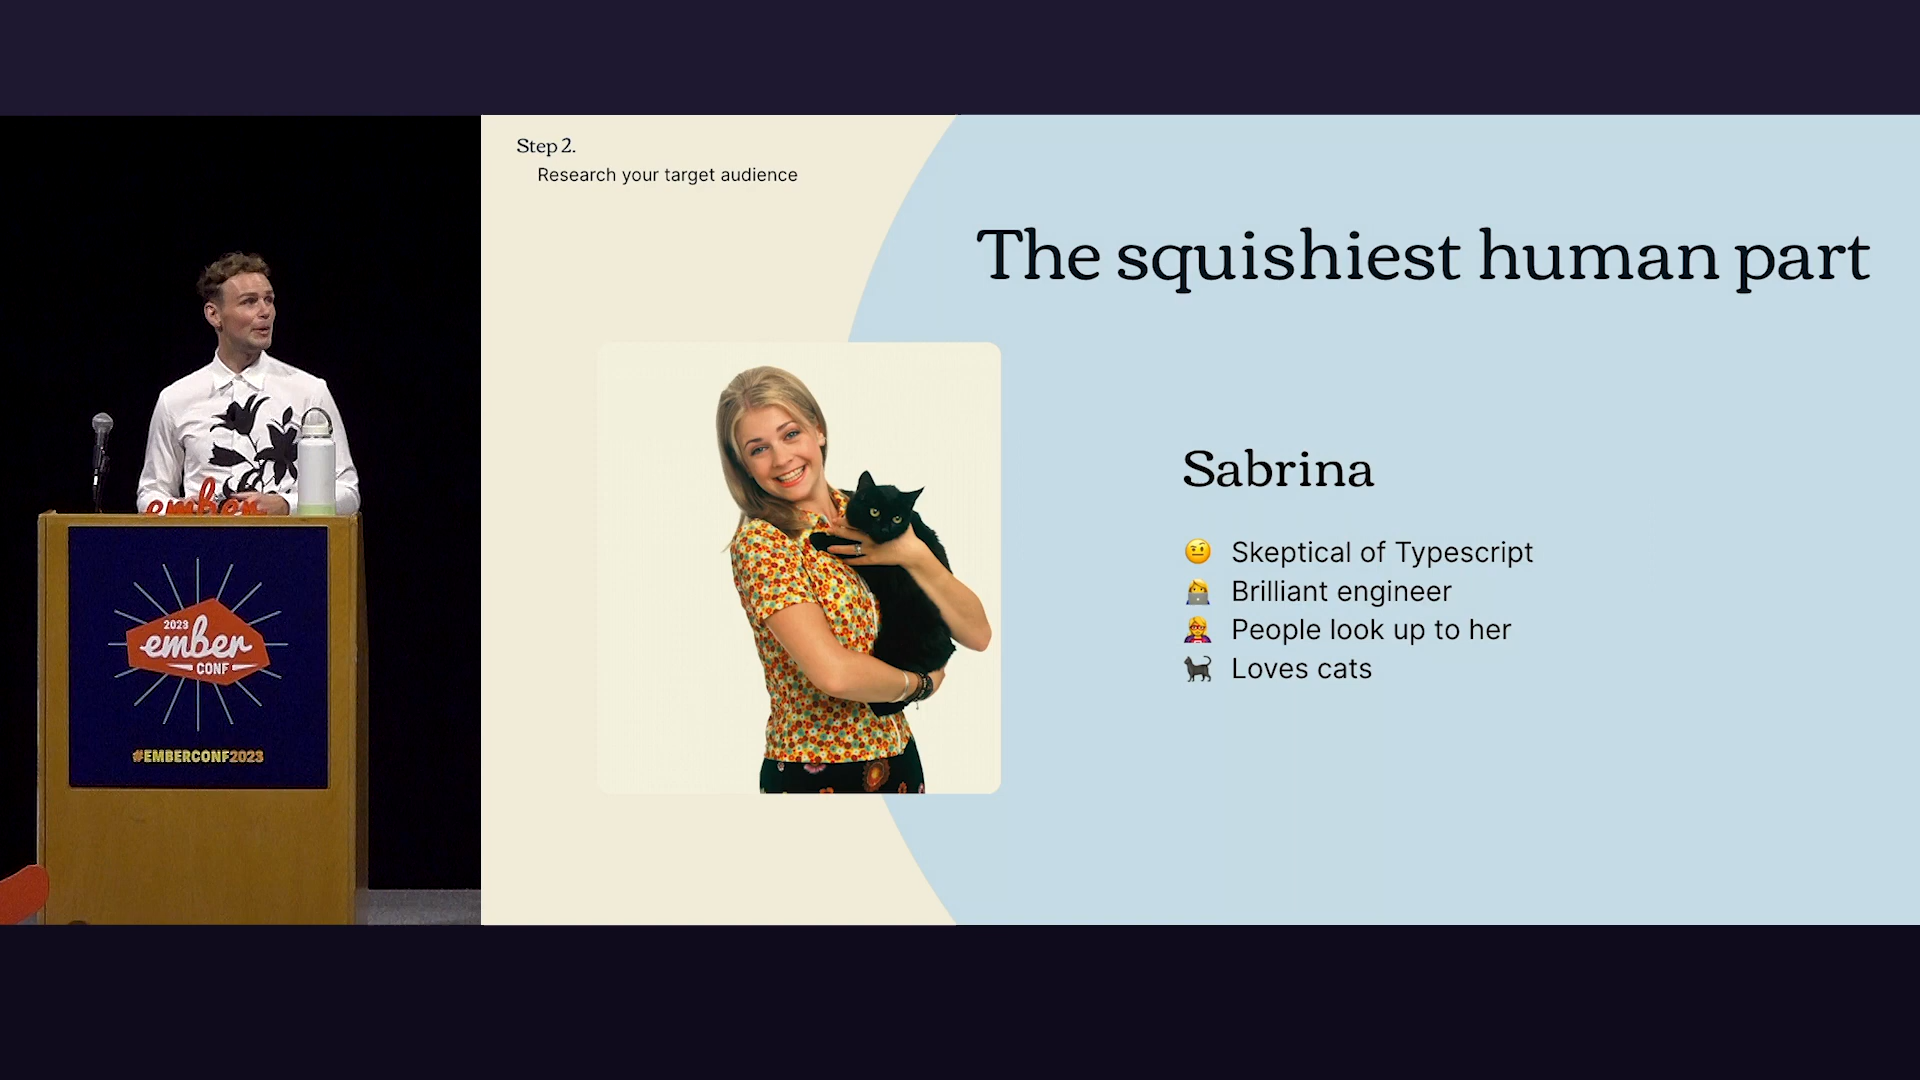 Step 2.
Research your target audience
The squishiest human part
Sabrina
🤨 Skeptical of Typescript
👩‍💻 Brilliant engineer
🦸‍♀️ People look up to her
🐈‍⬛ Loves cats
ember
2023
ember
CONF
#EMBERCONF2023